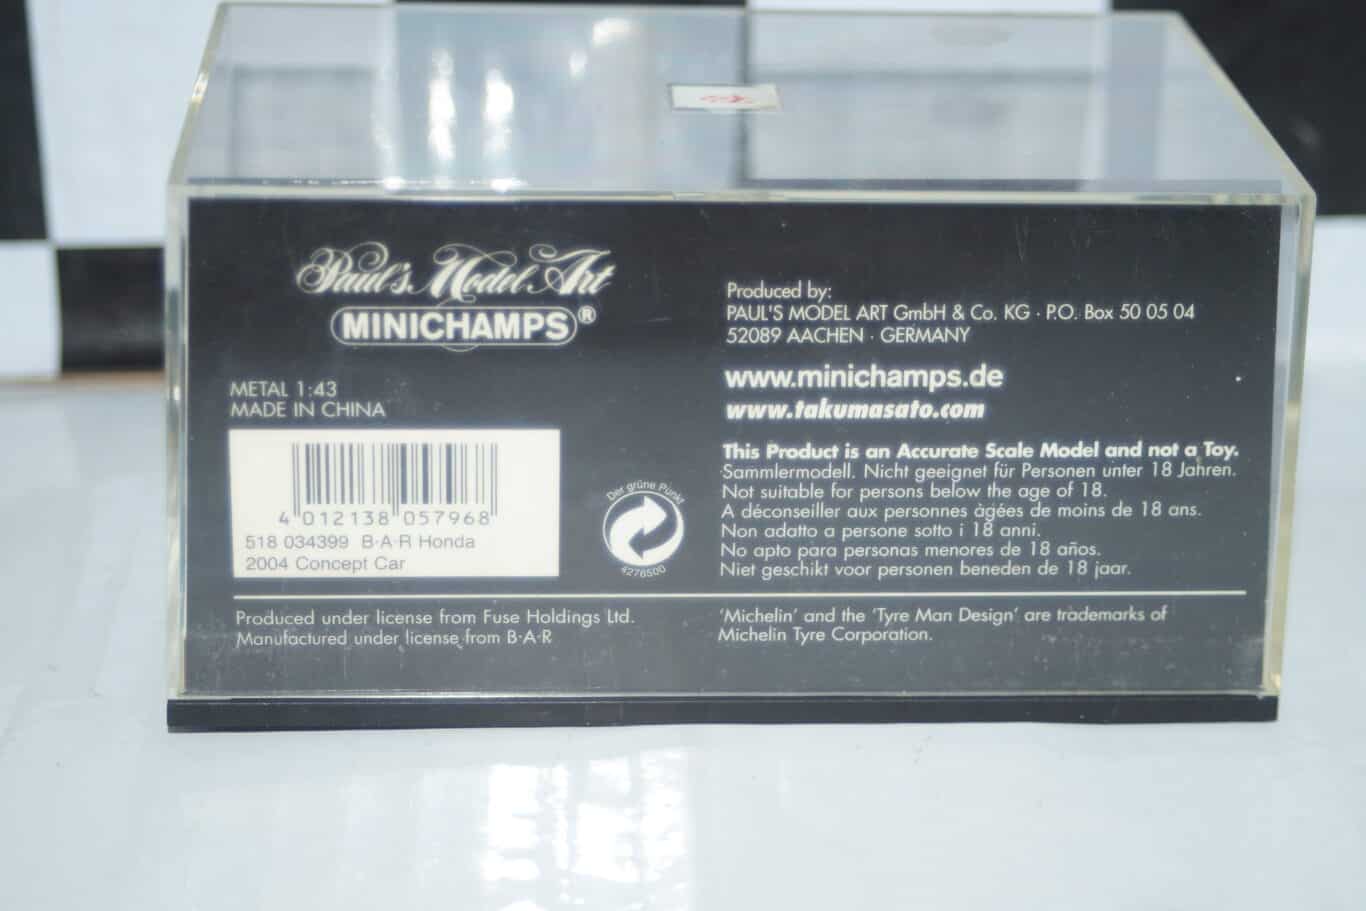 Paul's Model Art
MINICHAMPS®
METAL 1:43
MADE IN CHINA
4 012138 057968
518 034399 B·A·R Honda
2004 Concept Car
Der grüne Punkt
4276500
Produced by:
PAUL'S MODEL ART GmbH & Co. KG · P.O. Box 50 05 04
52089 AACHEN · GERMANY
www.minichamps.de
www.takumasato.com
This Product is an Accurate Scale Model and not a Toy.
Sammlermodell. Nicht geeignet für Personen unter 18 Jahren.
Not suitable for persons below the age of 18.
A déconseiller aux personnes âgées de moins de 18 ans.
Non adatto a persone sotto i 18 anni.
No apto para personas menores de 18 años.
Niet geschikt voor personen beneden de 18 jaar.
Produced under license from Fuse Holdings Ltd.
Manufactured under license from B·A·R
'Michelin' and the 'Tyre Man Design' are trademarks of
Michelin Tyre Corporation.